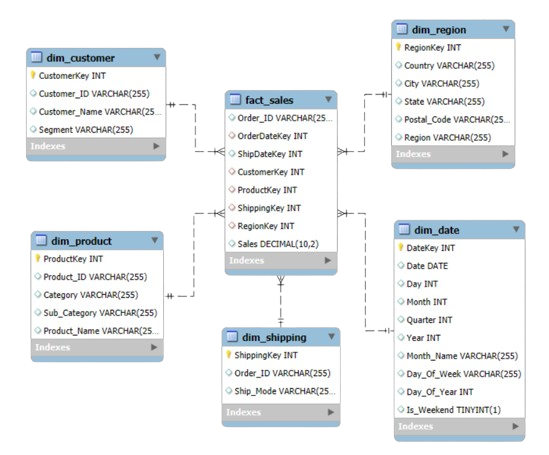 dim_customer
CustomerKey INT
Customer_ID VARCHAR(255)
Customer_Name VARCHAR(25...
Segment VARCHAR(255)
Indexes
fact_sales
Order_ID VARCHAR(25...
OrderDateKey INT
ShipDateKey INT
CustomerKey INT
ProductKey INT
ShippingKey INT
RegionKey INT
Sales DECIMAL(10,2)
Indexes
dim_region
RegionKey INT
Country VARCHAR(255)
City VARCHAR(255)
State VARCHAR(255)
Postal_Code VARCHAR(25...
Region VARCHAR(255)
Indexes
dim_product
ProductKey INT
Product_ID VARCHAR(255)
Category VARCHAR(255)
Sub_Category VARCHAR(255)
Product_Name VARCHAR(25...
Indexes
dim_shipping
ShippingKey INT
Order_ID VARCHAR(255)
Ship_Mode VARCHAR(25...
Indexes
dim_date
DateKey INT
Date DATE
Day INT
Month INT
Quarter INT
Year INT
Month_Name VARCHAR(255)
Day_Of_Week VARCHAR(255)
Day_Of_Year INT
Is_Weekend TINYINT(1)
Indexes